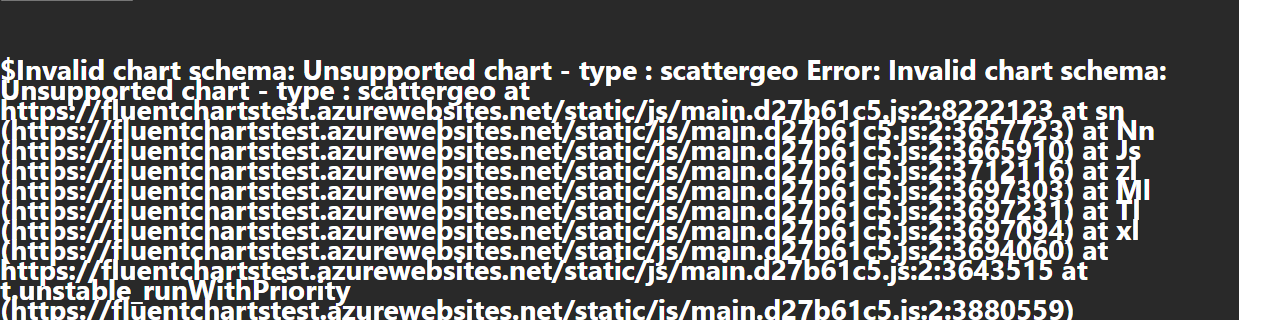 $Invalid chart schema: Unsupported chart - type : scattergeo Error: Invalid chart schema:
Unsupported chart - type : scattergeo at
https://fluentchartstest.azurewebsites.net/static/js/main.d27b61c5.js:2:8222123 at sn
(https://fluentchartstest.azurewebsites.net/static/js/main.d27b61c5.js:2:3657723) at Nn
(https://fluentchartstest.azurewebsites.net/static/js/main.d27b61c5.js:2:3665910) at Js
(https://fluentchartstest.azurewebsites.net/static/js/main.d27b61c5.js:2:3712116) at zl
(https://fluentchartstest.azurewebsites.net/static/js/main.d27b61c5.js:2:3697303) at Ml
(https://fluentchartstest.azurewebsites.net/static/js/main.d27b61c5.js:2:3697231) at Tl
(https://fluentchartstest.azurewebsites.net/static/js/main.d27b61c5.js:2:3697094) at xl
(https://fluentchartstest.azurewebsites.net/static/js/main.d27b61c5.js:2:3694060) at
https://fluentchartstest.azurewebsites.net/static/js/main.d27b61c5.js:2:3643515 at
t.unstable_runWithPriority
(https://fluentchartstest.azurewebsites.net/static/js/main.d27b61c5.js:2:3880559)